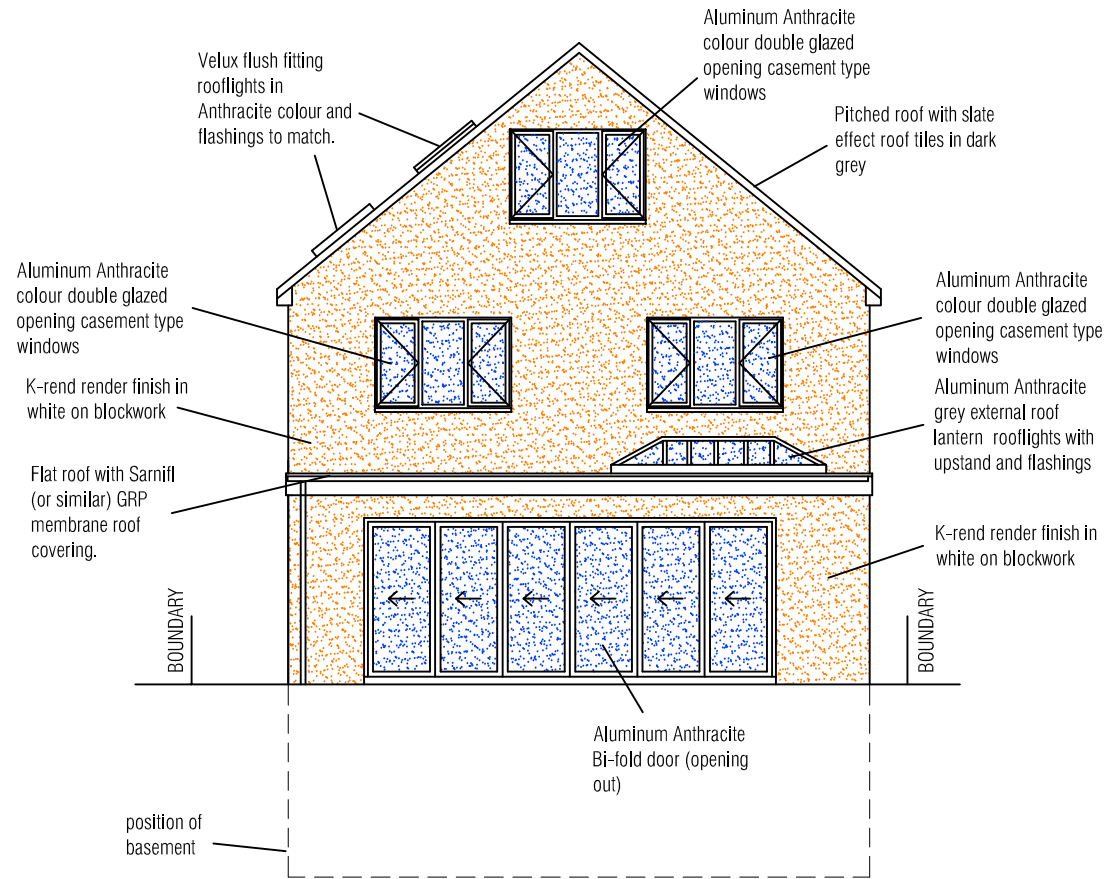 Aluminum Anthracite
colour double glazed
opening casement type
windows
Velux flush fitting
rooflights in
Anthracite colour and
flashings to match.
Pitched roof with slate
effect roof tiles in dark
grey
Aluminum Anthracite
colour double glazed
opening casement type
windows
Aluminum Anthracite
colour double glazed
opening casement type
windows
K-rend render finish in
white on blockwork
Aluminum Anthracite
grey external roof
lantern rooflights with
upstand and flashings
Flat roof with Sarnifl
(or similar) GRP
membrane roof
covering.
K-rend render finish in
white on blockwork
BOUNDARY
BOUNDARY
Aluminum Anthracite
Bi-fold door (opening
out)
position of
basement